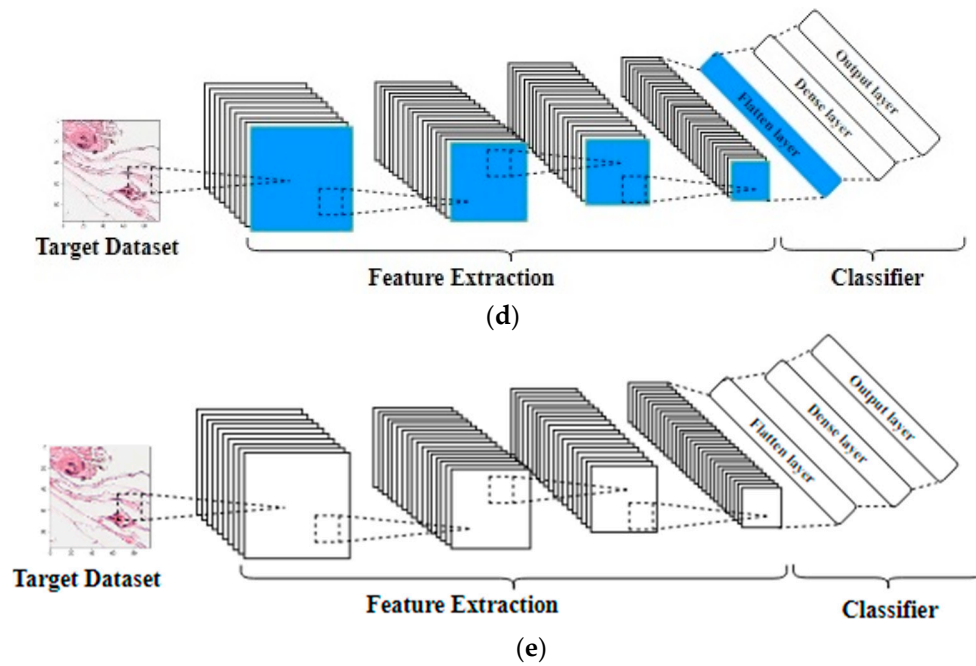 Flatten layer
Dense layer
Output layer
Target Dataset
Feature Extraction
Classifier
(d)
Flatten layer
Dense layer
Output layer
Target Dataset
Feature Extraction
Classifier
(e)